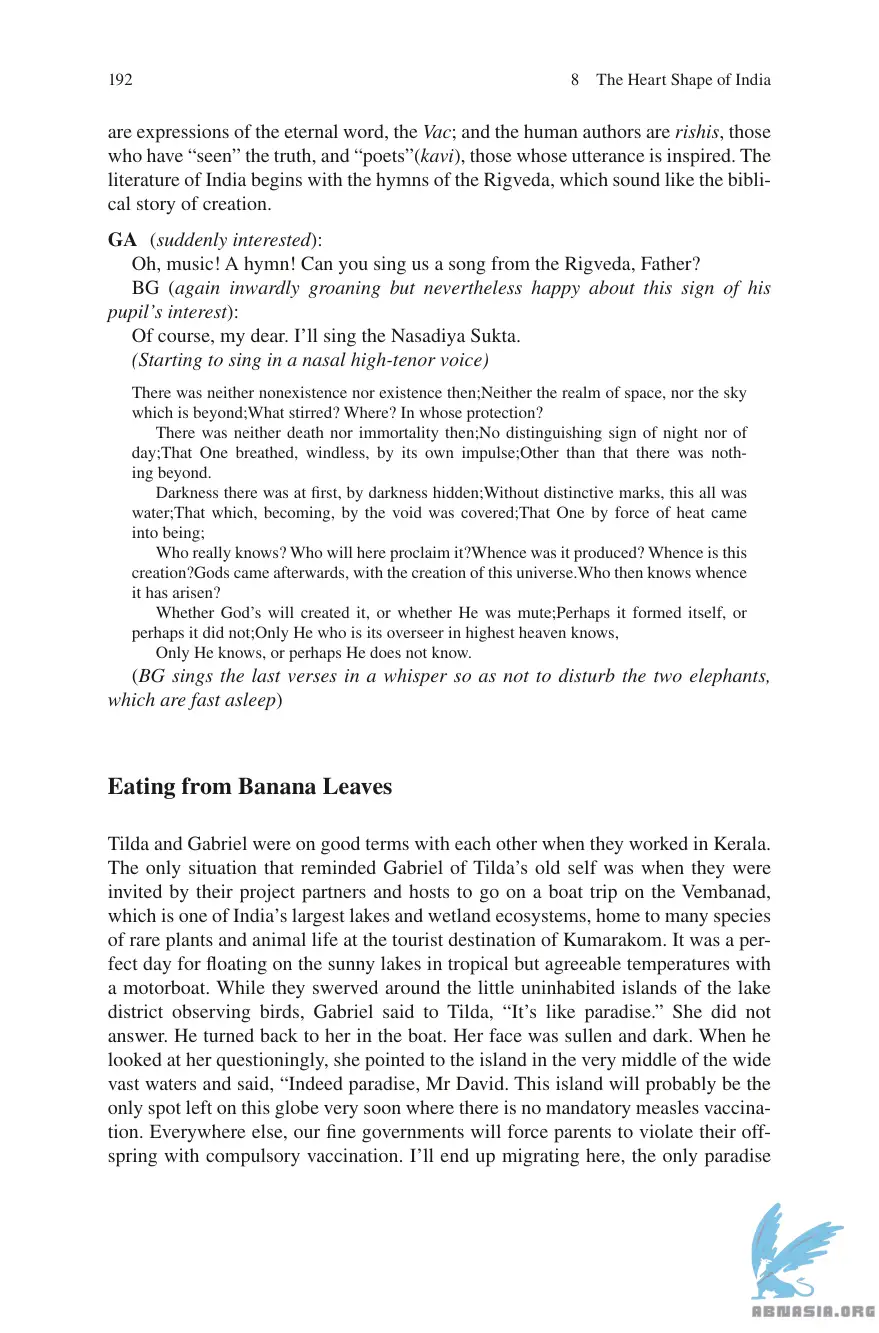 192
8 The Heart Shape of India
are expressions of the eternal word, the Vac; and the human authors are rishis, those
who have “seen” the truth, and “poets”(kavi), those whose utterance is inspired. The
literature of India begins with the hymns of the Rigveda, which sound like the bibli-
cal story of creation.
GA (suddenly interested):
Oh, music! A hymn! Can you sing us a song from the Rigveda, Father?
BG (again inwardly groaning but nevertheless happy about this sign of his
pupil’s interest):
Of course, my dear. I’ll sing the Nasadiya Sukta.
(Starting to sing in a nasal high-tenor voice)
There was neither nonexistence nor existence then;Neither the realm of space, nor the sky
which is beyond;What stirred? Where? In whose protection?
There was neither death nor immortality then;No distinguishing sign of night nor of
day;That One breathed, windless, by its own impulse;Other than that there was noth-
ing beyond.
Darkness there was at first, by darkness hidden;Without distinctive marks, this all was
water;That which, becoming, by the void was covered;That One by force of heat came
into being;
Who really knows? Who will here proclaim it?Whence was it produced? Whence is this
creation?Gods came afterwards, with the creation of this universe.Who then knows whence
it has arisen?
Whether God’s will created it, or whether He was mute;Perhaps it formed itself, or
perhaps it did not;Only He who is its overseer in highest heaven knows,
Only He knows, or perhaps He does not know.
(BG sings the last verses in a whisper so as not to disturb the two elephants,
which are fast asleep)
Eating from Banana Leaves
Tilda and Gabriel were on good terms with each other when they worked in Kerala.
The only situation that reminded Gabriel of Tilda’s old self was when they were
invited by their project partners and hosts to go on a boat trip on the Vembanad,
which is one of India’s largest lakes and wetland ecosystems, home to many species
of rare plants and animal life at the tourist destination of Kumarakom. It was a per-
fect day for floating on the sunny lakes in tropical but agreeable temperatures with
a motorboat. While they swerved around the little uninhabited islands of the lake
district observing birds, Gabriel said to Tilda, “It’s like paradise.” She did not
answer. He turned back to her in the boat. Her face was sullen and dark. When he
looked at her questioningly, she pointed to the island in the very middle of the wide
vast waters and said, “Indeed paradise, Mr David. This island will probably be the
only spot left on this globe very soon where there is no mandatory measles vaccina-
tion. Everywhere else, our fine governments will force parents to violate their off-
spring with compulsory vaccination. I’ll end up migrating here, the only paradise
ABNASIA.ORG